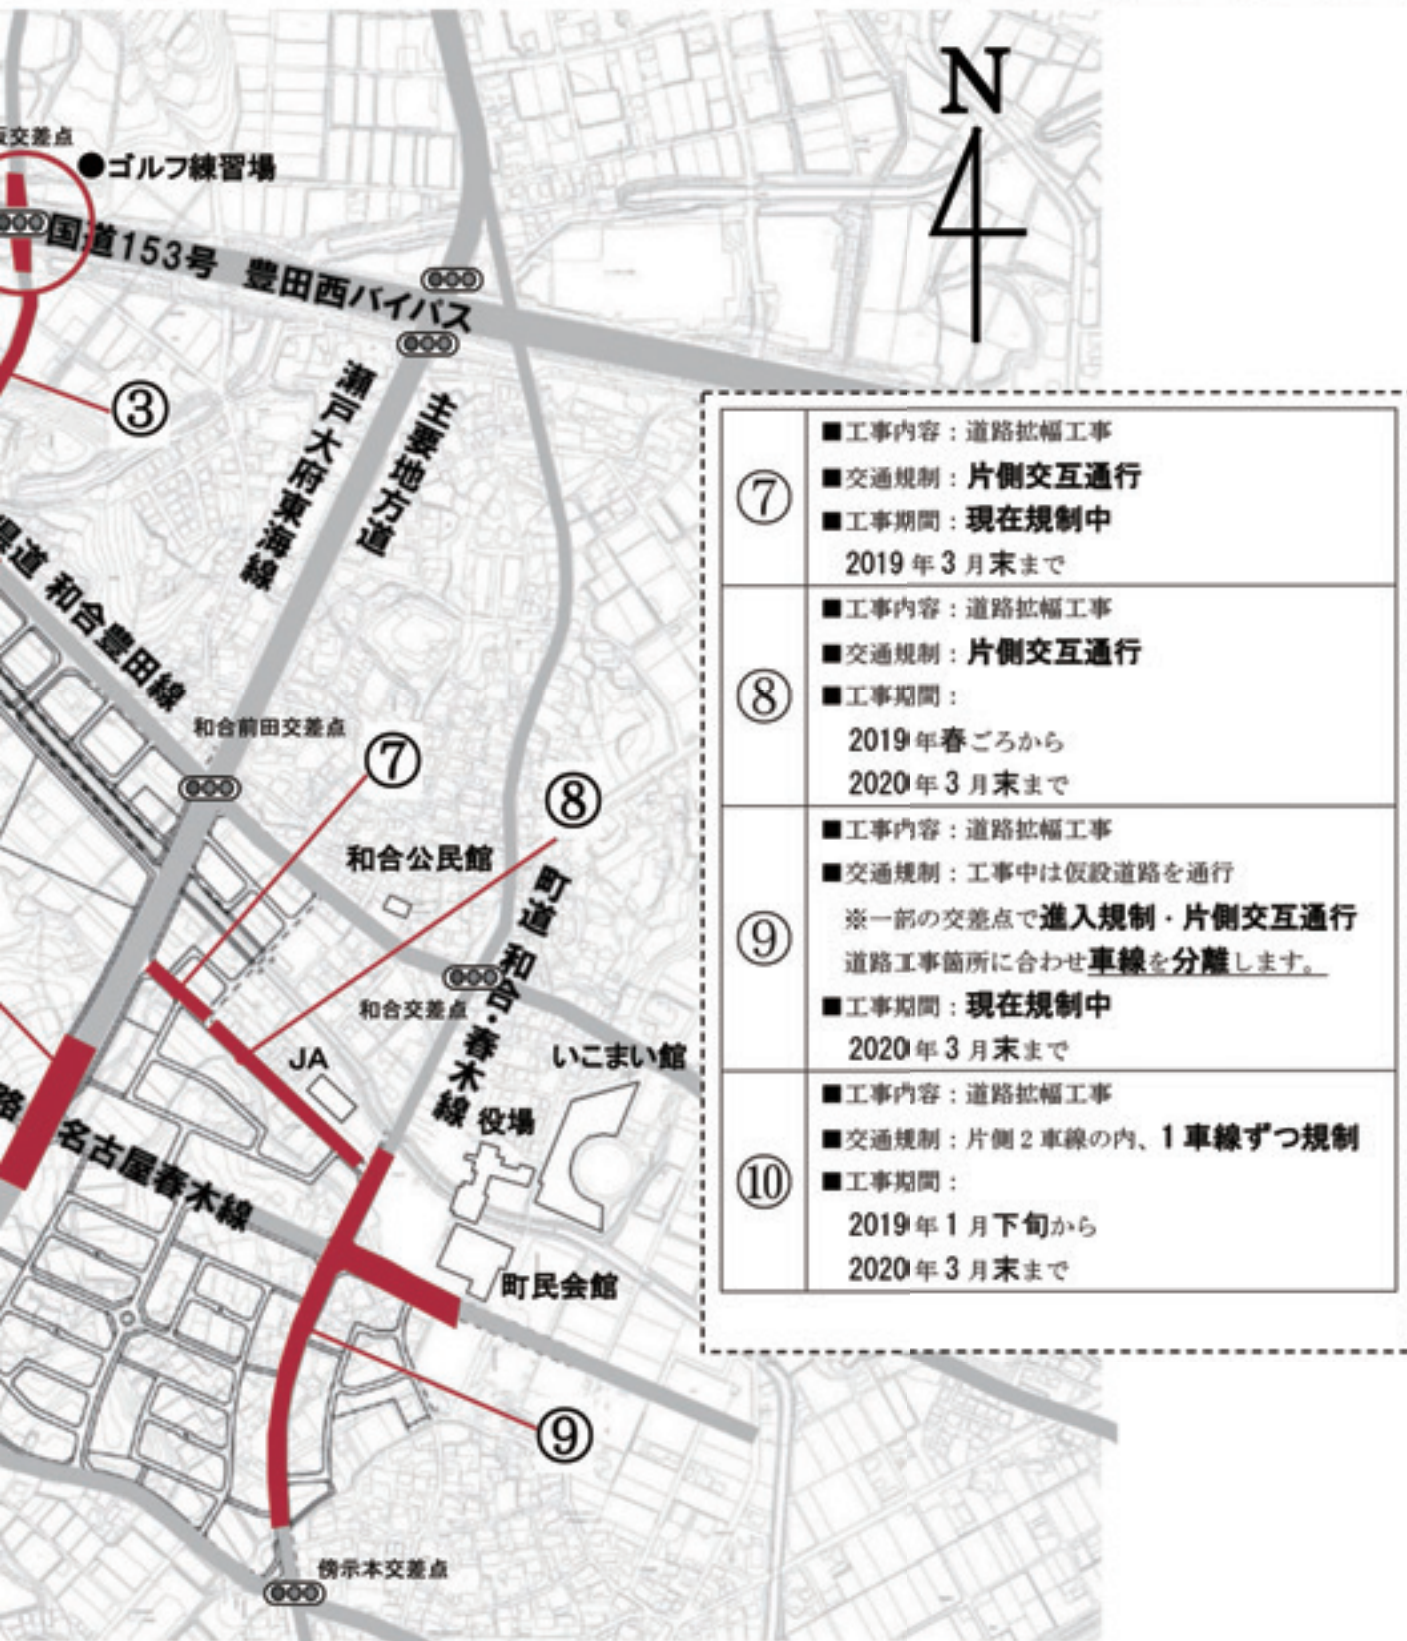 交差点
●ゴルフ練習場
N
国道153号 豊田西バイパス
③
瀬戸大府東海線
主要地方道
県道 和合豊田線
和合前田交差点
⑦
⑧
和合公民館
町道 和合・春木線
和合交差点
JA
いこまい館
役場
路 名古屋春木線
町民会館
⑨
傍示本交差点
⑦
■工事内容：道路拡幅工事
■交通規制：片側交互通行
■工事期間：現在規制中
2019年3月末まで
⑧
■工事内容：道路拡幅工事
■交通規制：片側交互通行
■工事期間：
2019年春ごろから
2020年3月末まで
⑨
■工事内容：道路拡幅工事
■交通規制：工事中は仮設道路を通行
※一部の交差点で進入規制・片側交互通行
道路工事箇所に合わせ車線を分離します。
■工事期間：現在規制中
2020年3月末まで
⑩
■工事内容：道路拡幅工事
■交通規制：片側2車線の内、1車線ずつ規制
■工事期間：
2019年1月下旬から
2020年3月末まで